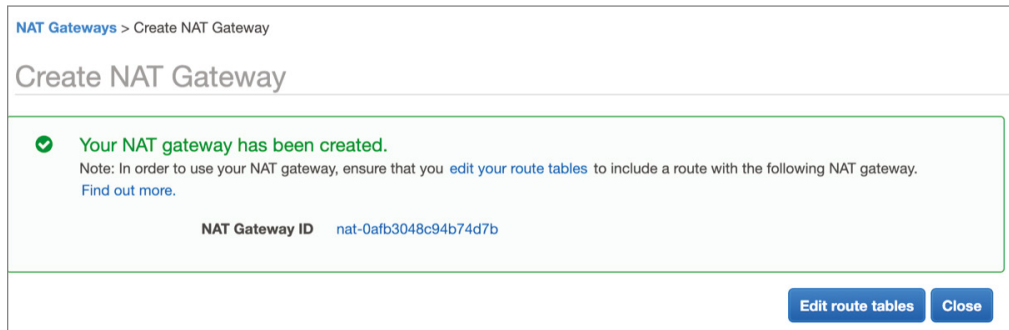 NAT Gateways > Create NAT Gateway
Create NAT Gateway
Your NAT gateway has been created.
Note: In order to use your NAT gateway, ensure that you edit your route tables to include a route with the following NAT gateway.
Find out more.
NAT Gateway ID nat-0afb3048c94b74d7b
Edit route tables Close